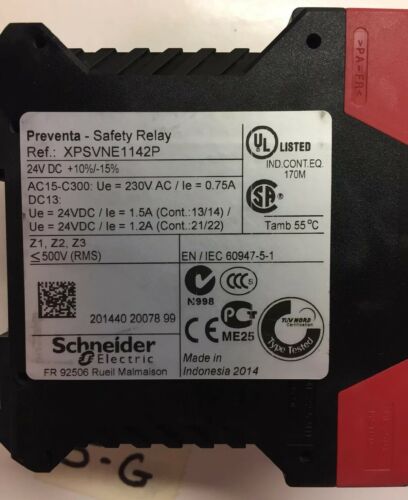 >PA=FR<
Preventa - Safety Relay
Ref.: XPSVNE1142P
24V DC +10%/-15%
AC15-C300: Ue = 230V AC / Ie = 0.75A
DC13:
Ue = 24VDC / Ie = 1.5A (Cont.:13/14) /
Ue = 24VDC / Ie = 1.2A (Cont.:21/22)
UL LISTED
IND.CONT.EQ.
170M
Tamb 55°C
Z1, Z2, Z3
≤500V (RMS)
EN / IEC 60947-5-1
N998
ME25
TÜV NORD
Certification
Type Tested
201440 20078 99
Schneider
Electric
FR 92506 Rueil Malmaison
Made in
Indonesia 2014
-G